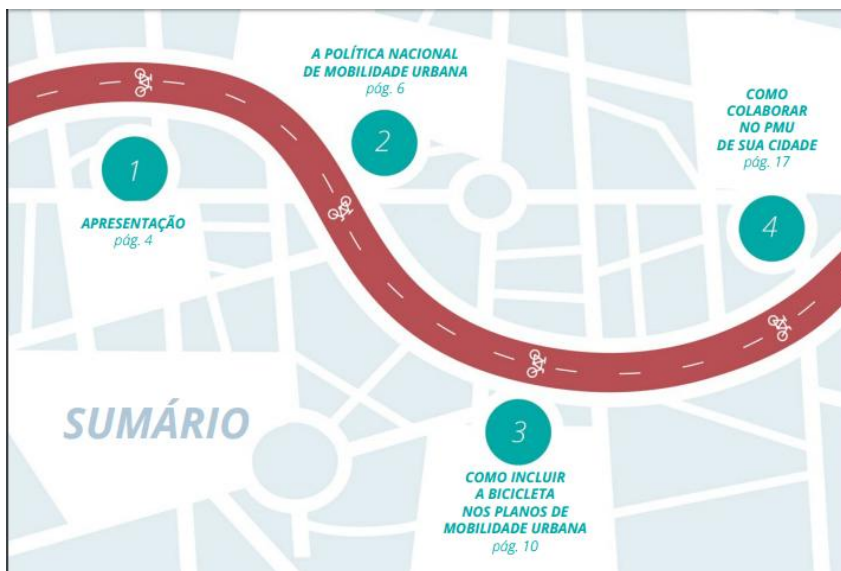 1
APRESENTAÇÃO
pág. 4
A POLÍTICA NACIONAL
DE MOBILIDADE URBANA
pág. 6
2
SUMÁRIO
3
COMO INCLUIR
A BICICLETA
NOS PLANOS DE
MOBILIDADE URBANA
pág. 10
COMO
COLABORAR
NO PMU
DE SUA CIDADE
pág. 17
4